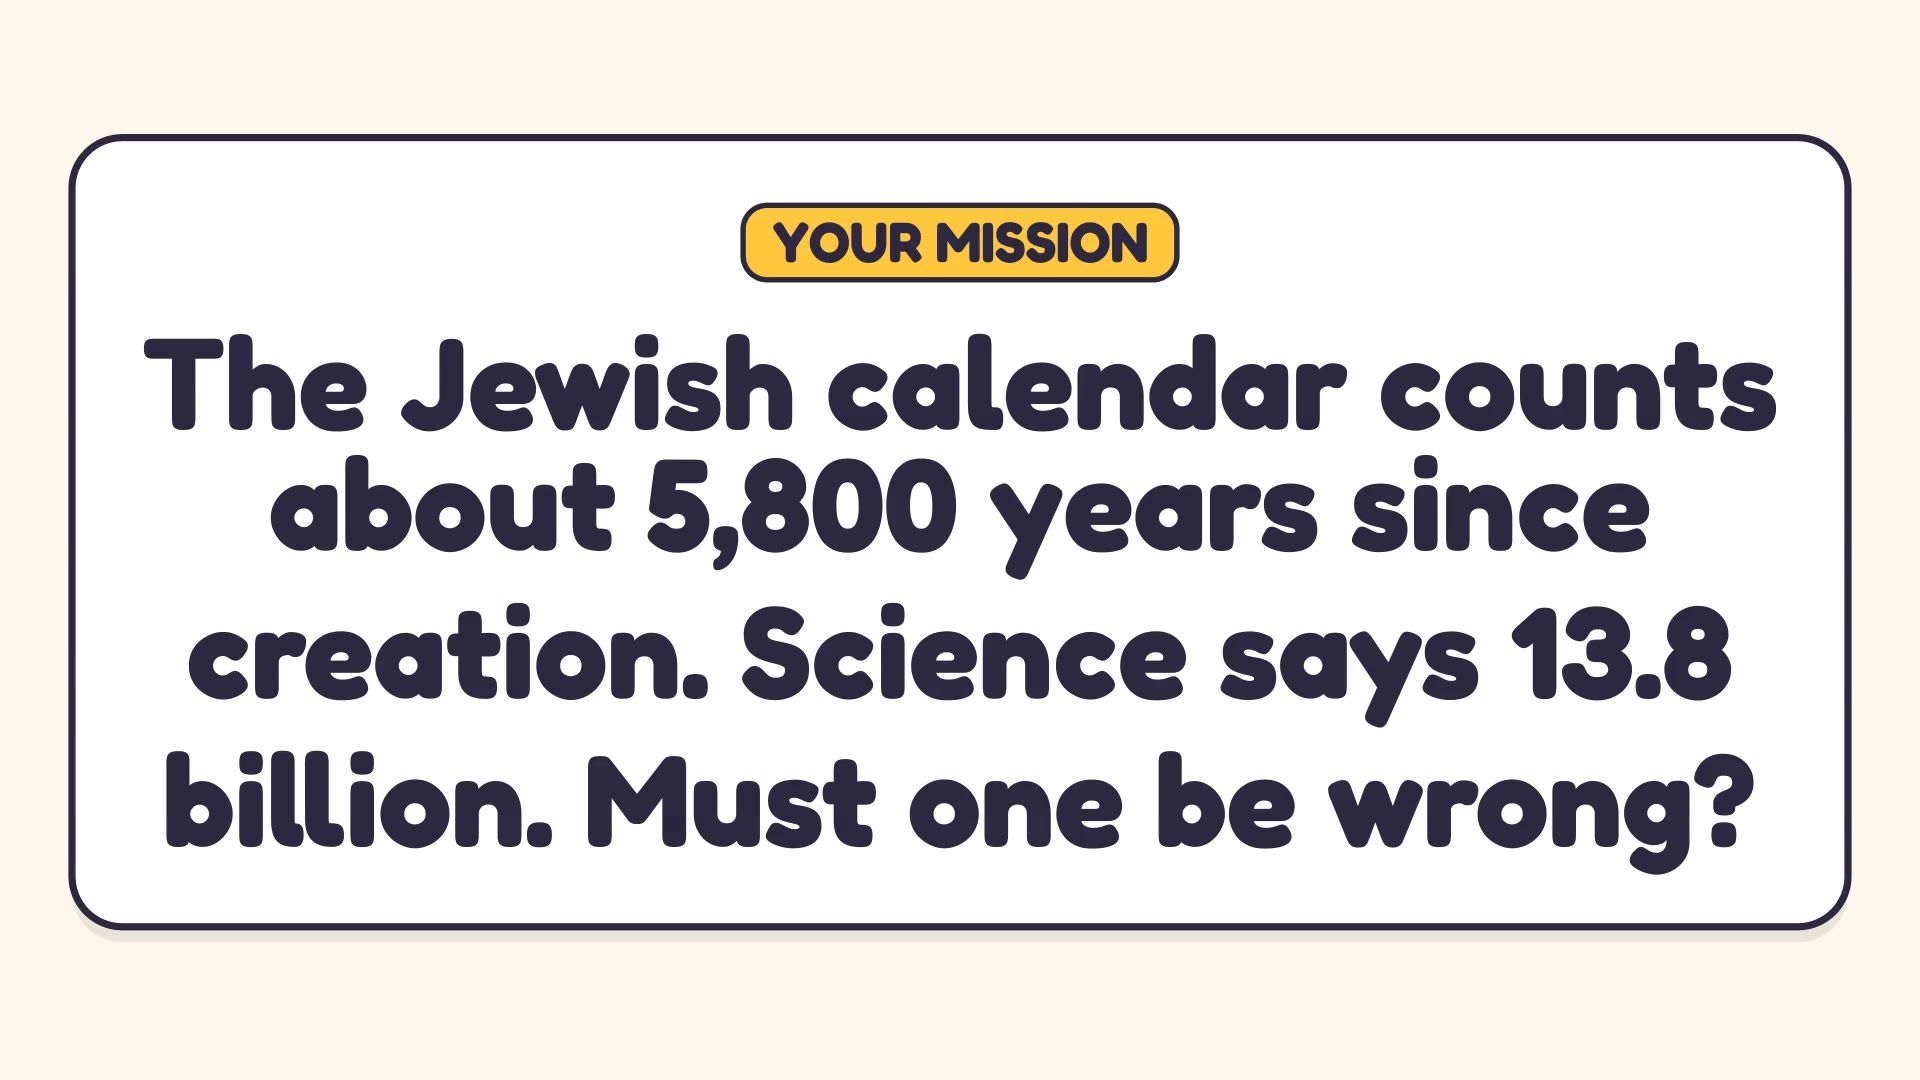 YOUR MISSION
The Jewish calendar counts
about 5,800 years since
creation. Science says 13.8
billion. Must one be wrong?